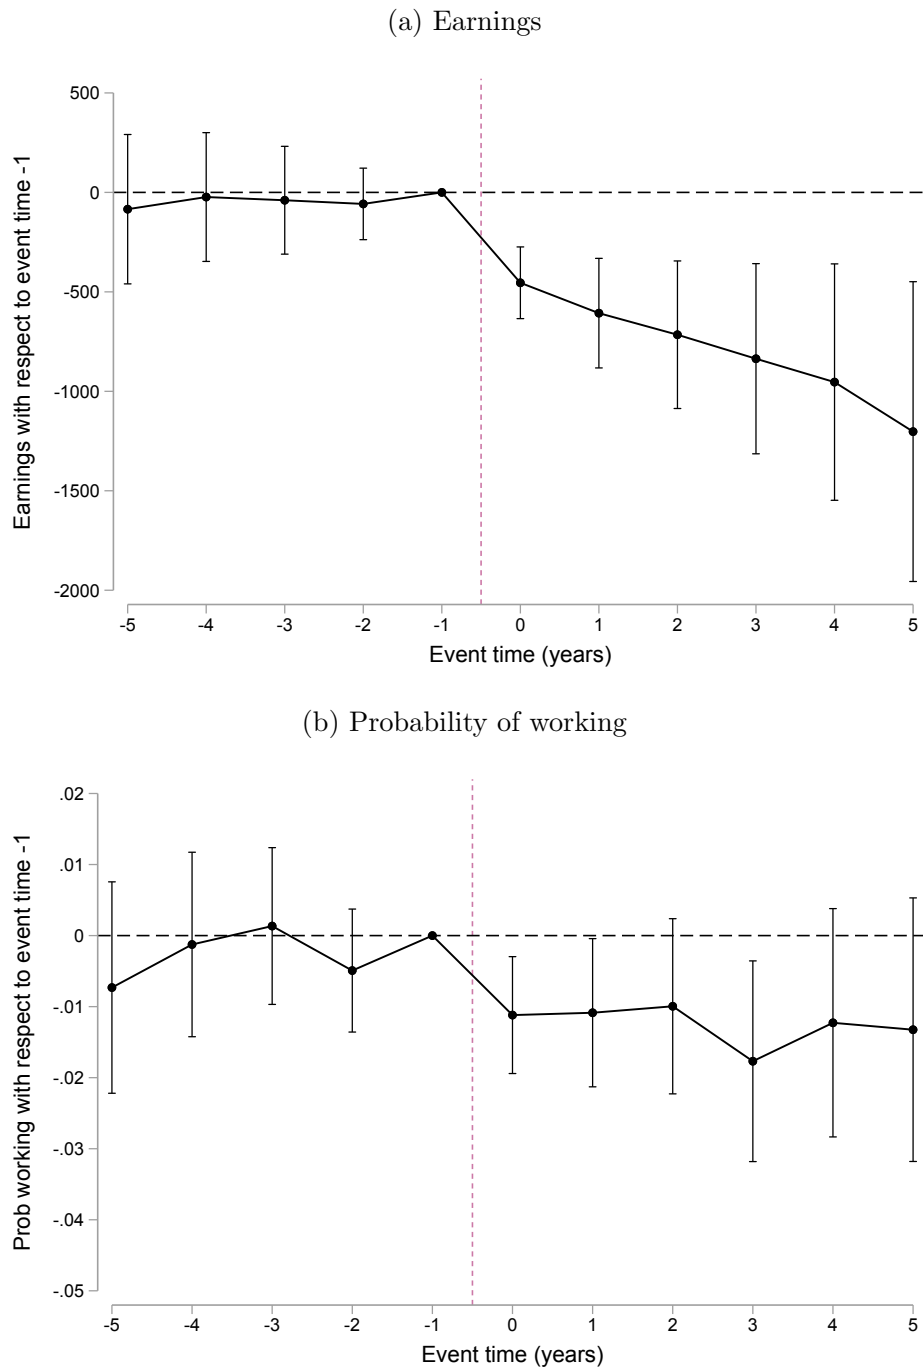 (a) Earnings
Earnings with respect to event time -1
500
0
-500
-1000
-1500
-2000
-5 -4 -3 -2 -1 0 1 2 3 4 5
Event time (years)
(b) Probability of working
Prob working with respect to event time -1
.02
.01
0
-.01
-.02
-.03
-.04
-.05
-5 -4 -3 -2 -1 0 1 2 3 4 5
Event time (years)